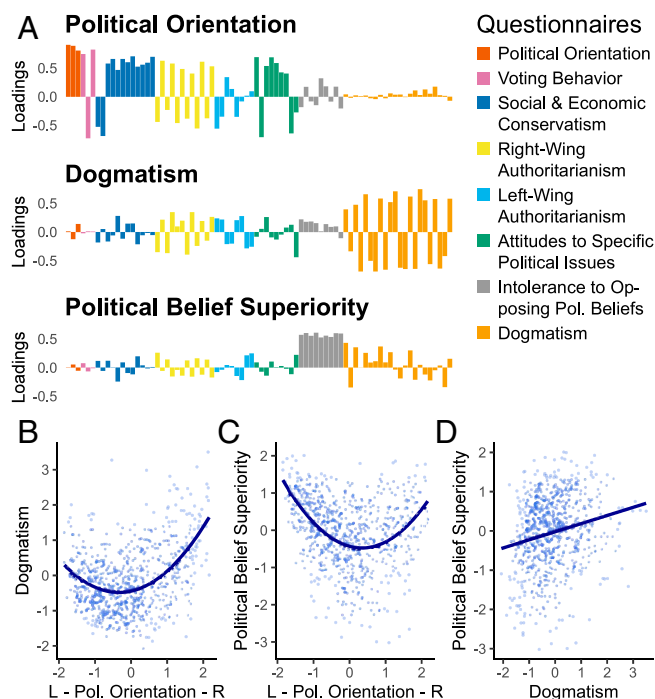 A
Political Orientation
Loadings
0.5
0.0
-0.5
Dogmatism
Loadings
0.5
0.0
-0.5
Political Belief Superiority
Loadings
0.5
0.0
-0.5
Questionnaires
Political Orientation
Voting Behavior
Social & Economic
Conservatism
Right-Wing
Authoritarianism
Left-Wing
Authoritarianism
Attitudes to Specific
Political Issues
Intolerance to Op-
posing Pol. Beliefs
Dogmatism
B
Dogmatism
3
2
1
0
-1
-2
-2 -1 0 1 2
L - Pol. Orientation - R
C
Political Belief Superiority
2
1
0
-1
-2
-3
-2 -1 0 1 2
L - Pol. Orientation - R
D
Political Belief Superiority
2
1
0
-1
-2
-3
-2 -1 0 1 2 3
Dogmatism